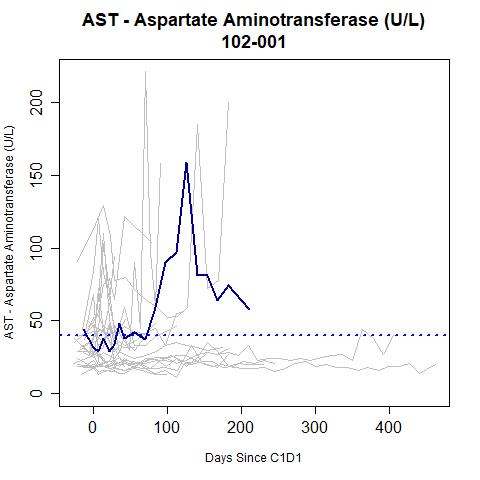 AST - Aspartate Aminotransferase (U/L)
102-001
AST - Aspartate Aminotransferase (U/L)
200
150
100
50
0
0 100 200 300 400
Days Since C1D1